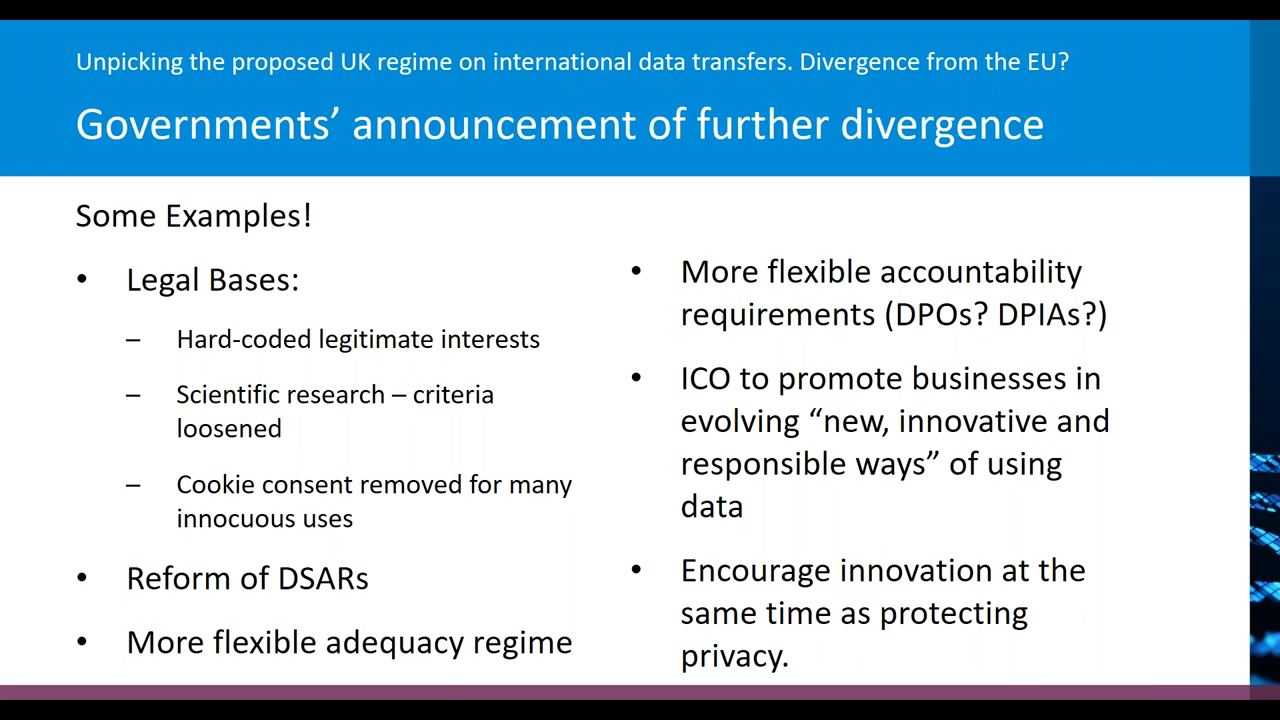 Unpicking the proposed UK regime on international data transfers. Divergence from the EU?
Governments’ announcement of further divergence
Some Examples!
• Legal Bases:
– Hard-coded legitimate interests
– Scientific research – criteria
loosened
– Cookie consent removed for many
innocuous uses
• Reform of DSARs
• More flexible adequacy regime
• More flexible accountability
requirements (DPOs? DPIAs?)
• ICO to promote businesses in
evolving “new, innovative and
responsible ways” of using
data
• Encourage innovation at the
same time as protecting
privacy.